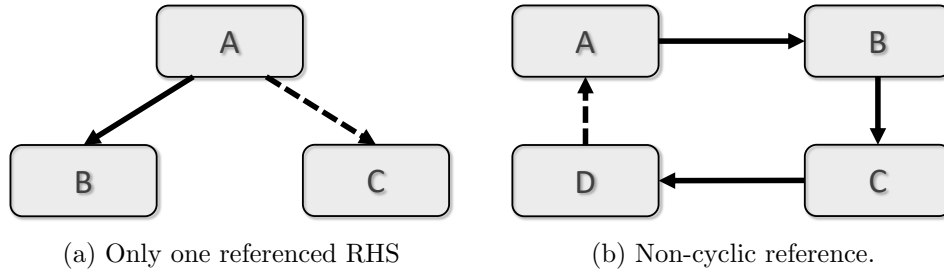 A
B
C
A
B
D
C
(a) Only one referenced RHS
(b) Non-cyclic reference.